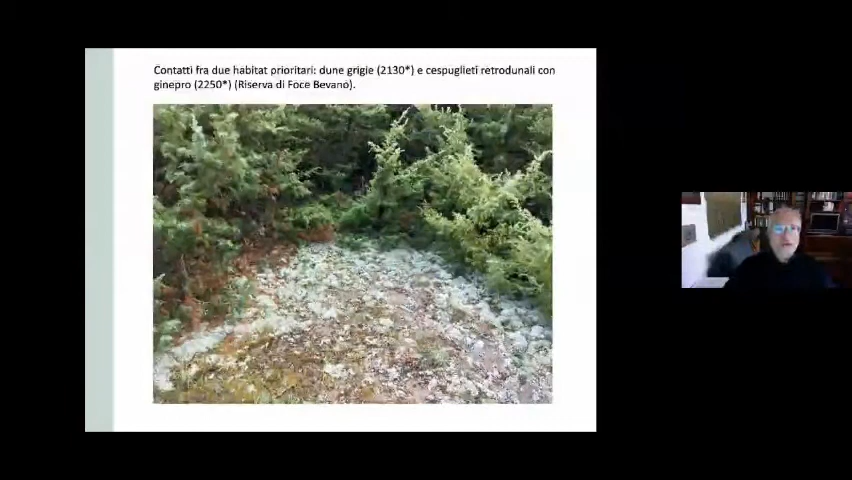 Contatti fra due habitat prioritari: dune grigie (2130*) e cespuglieti retrodunali con
ginepro (2250*) (Riserva di Foce Bevano).